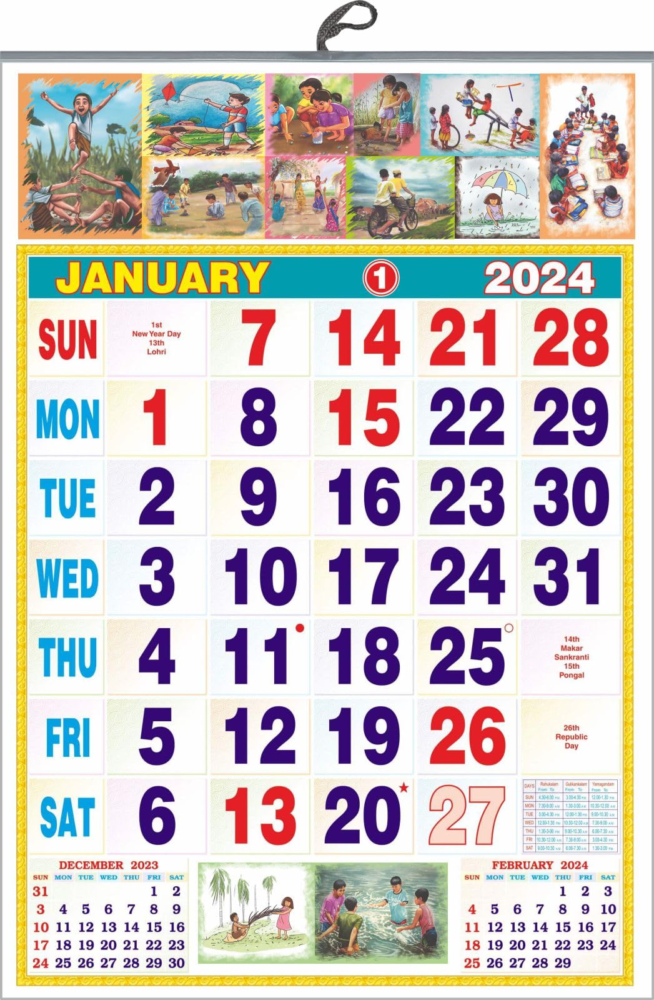 JANUARY 1 2024
SUN 7 14 21 28
1st
New Year Day
13th
Lohri
MON 1 8 15 22 29
TUE 2 9 16 23 30
WED 3 10 17 24 31
THU 4 11 18 25
14th
Makar
Sankranti
15th
Pongal
FRI 5 12 19 26
26th
Republic
Day
SAT 6 13 20 27
DAYS Rahukalam Gulikankalam Yamagandam
From To From To From To
SUN 4.30-6.00 PM 3.00-4.30 PM 12.00-1.30 PM
MON 7.30-9.00 A.M 1.30-3.00 A.M 10.30-12.00 A.M
TUE 3.00-4.30 PM 12.00-1.30 PM 9.00-10.30 A.M
WED 12.00-1.30 PM 10.30-12.00 A.M 7.30-9.00 A.M
THU 1.30-3-00 PM 9.00-10.30 A.M 6.00-7.30 A.M
FRI 10.30-12.00 A.M 7.30-9.00 A.M 3.00-4.30 PM
SAT 9.00-10.30 A.M 6.00-7.30 A.M 1.30-3.00 PM
DECEMBER 2023
SUN MON TUE WED THU FRI SAT
31 1 2
3 4 5 6 7 8 9
10 11 12 13 14 15 16
17 18 19 20 21 22 23
24 25 26 27 28 29 30
FEBRUARY 2024
SUN MON TUE WED THU FRI SAT
1 2 3
4 5 6 7 8 9 10
11 12 13 14 15 16 17
18 19 20 21 22 23 24
25 26 27 28 29